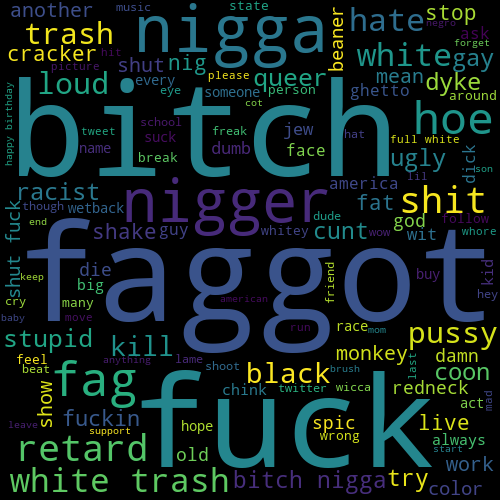 another
music
state
nigga
hate
stop
trash
beaner
ask
cracker
shut
nig
white
gay
hit
negro
forget
picture
please
mean
loud
every
queer
dyke
eye
someone
person
ghetto
around
happy birthday
bitch
cot
hoe
tweet
school
freak
jew
hat
full white
name
suck
dumb
face
ugly
dick
break
lil
son
racist
nigger
america
fat
god
though
wetback
whitey
dude
follow
whore
end
shake
guy
cunt
wow
wit
shit
shut fuck
faggot
die
keep
big
buy
kid
hey
cry
many
friend
baby
move
american
run
race
mom
pussy
stupid
kill
anything
lame
monkey
damn
feel
beat
fag
shoot
black
last
coon
chink
twitter
wicca
brush
redneck
show
fuck
act
mad
leave
fuckin
support
hope
spic
live
wrong
always
start
retard
old
work
white trash
bitch nigga
try
color